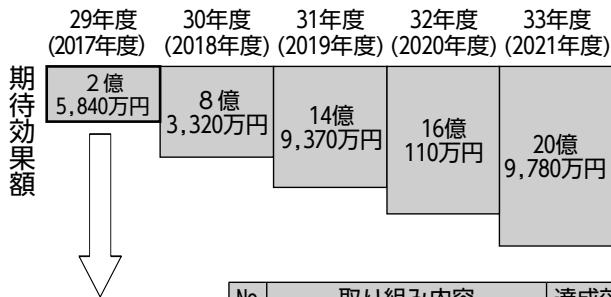 29年度 30年度 31年度 32年度 33年度
(2017年度) (2018年度) (2019年度) (2020年度) (2021年度)
期待効果額
2億
5,840万円
8億
3,320万円
14億
9,370万円
16億
110万円
20億
9,780万円
No 取り組み内容